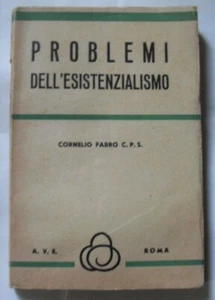 PROBLEMI
DELL'ESISTENZIALISMO
CORNELIO FABRO C.P.S.
A. V. E. ROMA